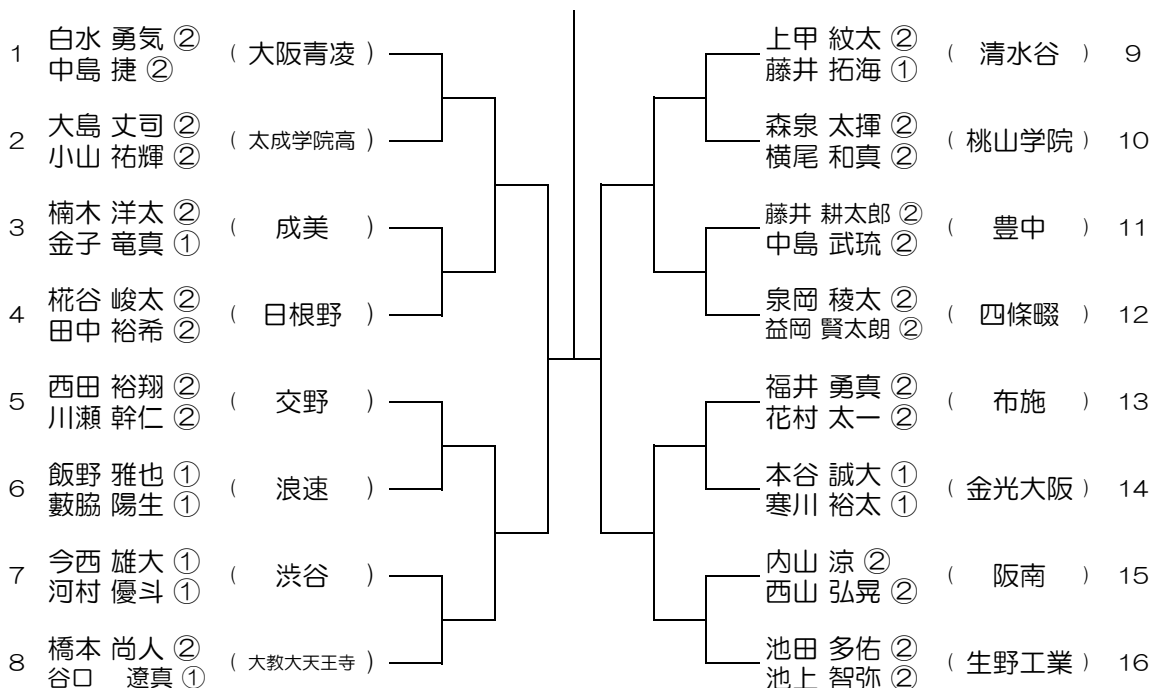 1 白水 勇気 ② ( 大阪青凌 )
中島 捷 ②
2 大島 丈司 ② ( 太成学院高 )
小山 祐輝 ②
3 楠木 洋太 ② ( 成美 )
金子 竜真 ①
4 椛谷 峻太 ② ( 日根野 )
田中 裕希 ②
5 西田 裕翔 ② ( 交野 )
川瀬 幹仁 ②
6 飯野 雅也 ① ( 浪速 )
藪脇 陽生 ①
7 今西 雄大 ① ( 渋谷 )
河村 優斗 ①
8 橋本 尚人 ② ( 大教大天王寺 )
谷口 遼真 ①
上甲 紋太 ② ( 清水谷 ) 9
藤井 拓海 ①
森泉 太揮 ② ( 桃山学院 ) 10
横尾 和真 ②
藤井 耕太郎 ② ( 豊中 ) 11
中島 武琉 ②
泉岡 稜太 ② ( 四條畷 ) 12
益岡 賢太朗 ②
福井 勇真 ② ( 布施 ) 13
花村 太一 ②
本谷 誠大 ① ( 金光大阪 ) 14
寒川 裕太 ①
内山 涼 ② ( 阪南 ) 15
西山 弘晃 ②
池田 多佑 ② ( 生野工業 ) 16
池上 智弥 ②